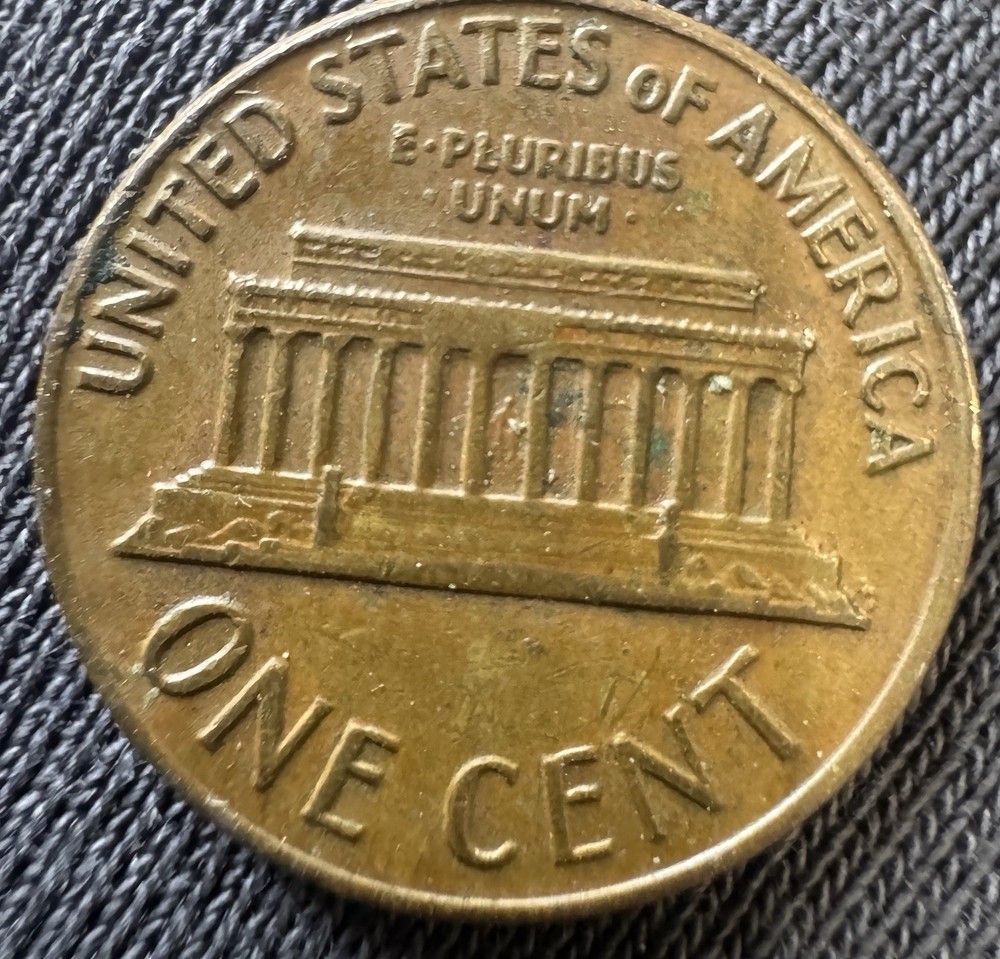 UNITED STATES OF AMERICA
E·PLURIBUS
·UNUM·
ONE CENT